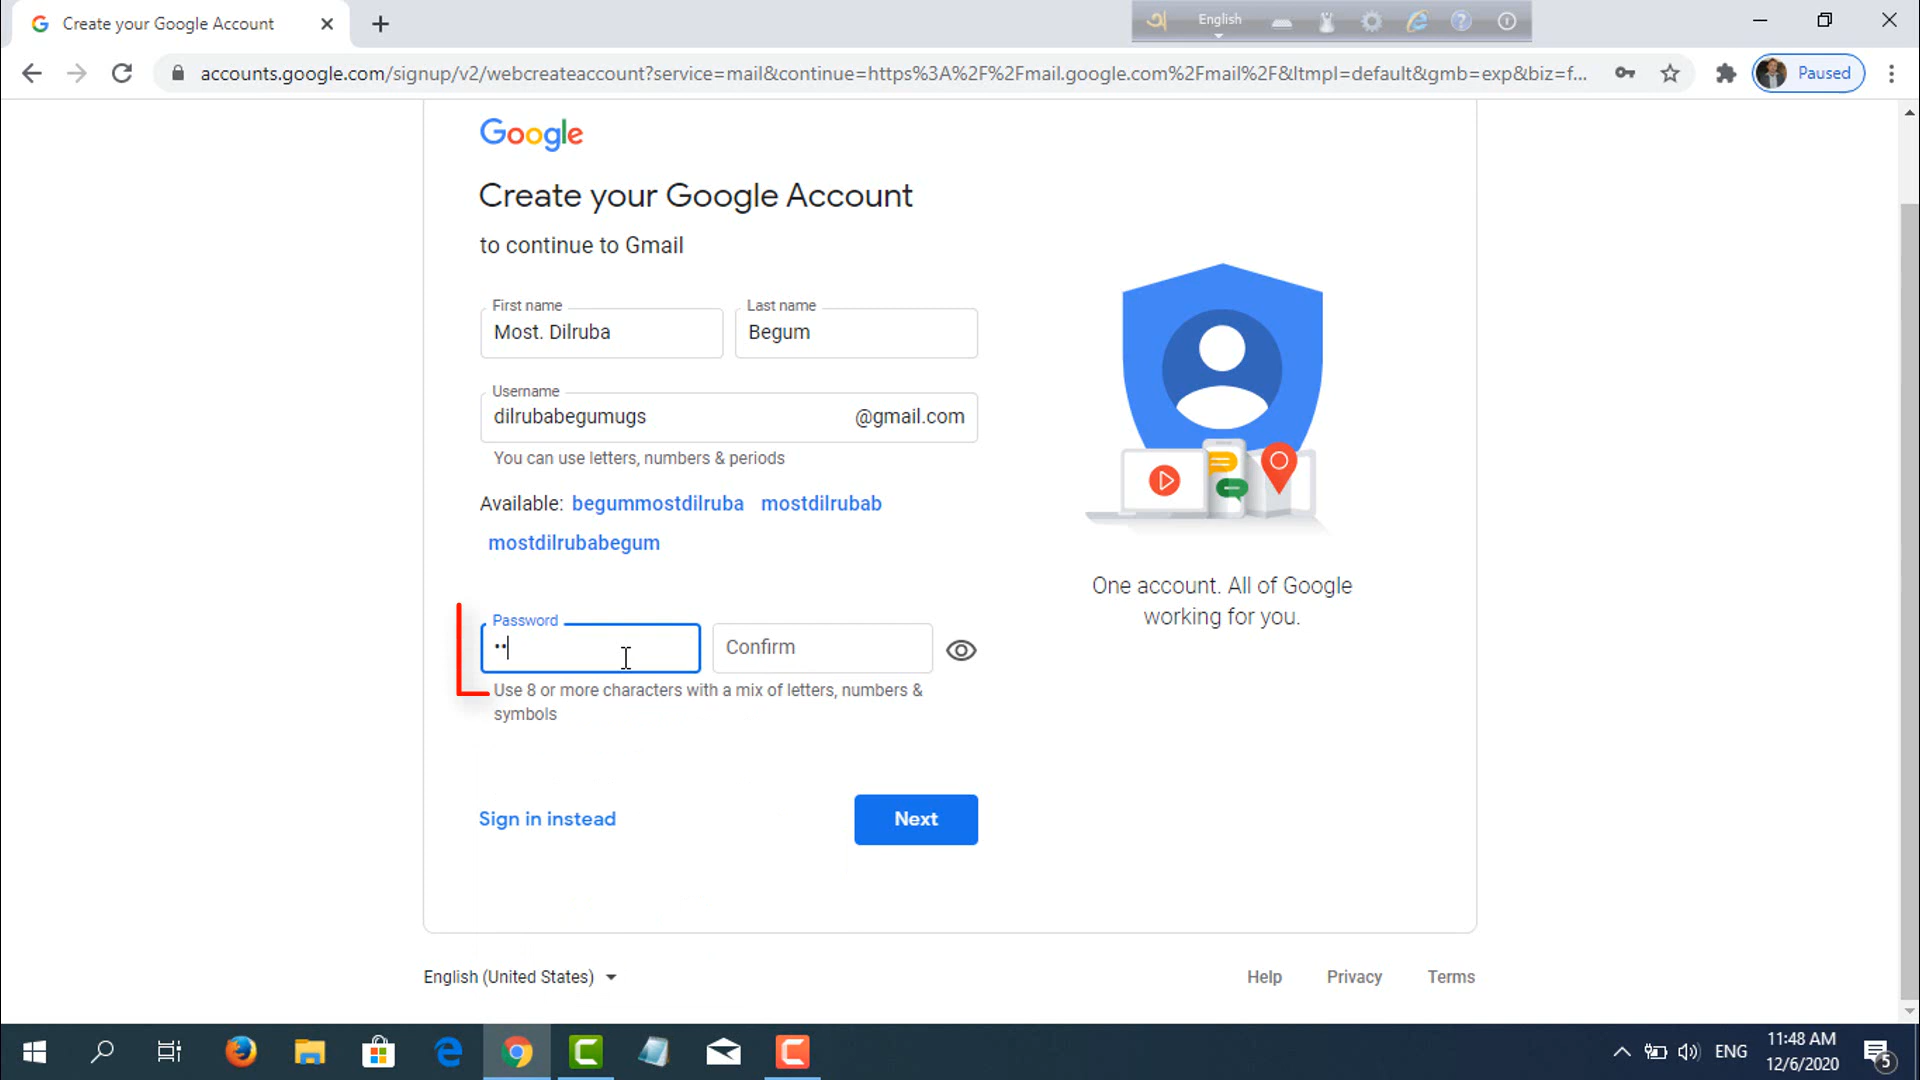 Create your Google Account
English
accounts.google.com/signup/v2/webcreateaccount?service=mail&continue=https%3A%2F%2Fmail.google.com%2Fmail%2F&ltmpl=default&gmb=exp&biz=f...
Paused
Google
Create your Google Account
to continue to Gmail
First name
Last name
Most. Dilruba
Begum
Username
dilrubabegumugs
@gmail.com
You can use letters, numbers & periods
Available: begummostdilruba mostdilrubab
mostdilrubabegum
One account. All of Google
working for you.
Password
••
Confirm
Use 8 or more characters with a mix of letters, numbers &
symbols
Sign in instead
Next
English (United States)
Help
Privacy
Terms
ENG
11:48 AM
12/6/2020
5